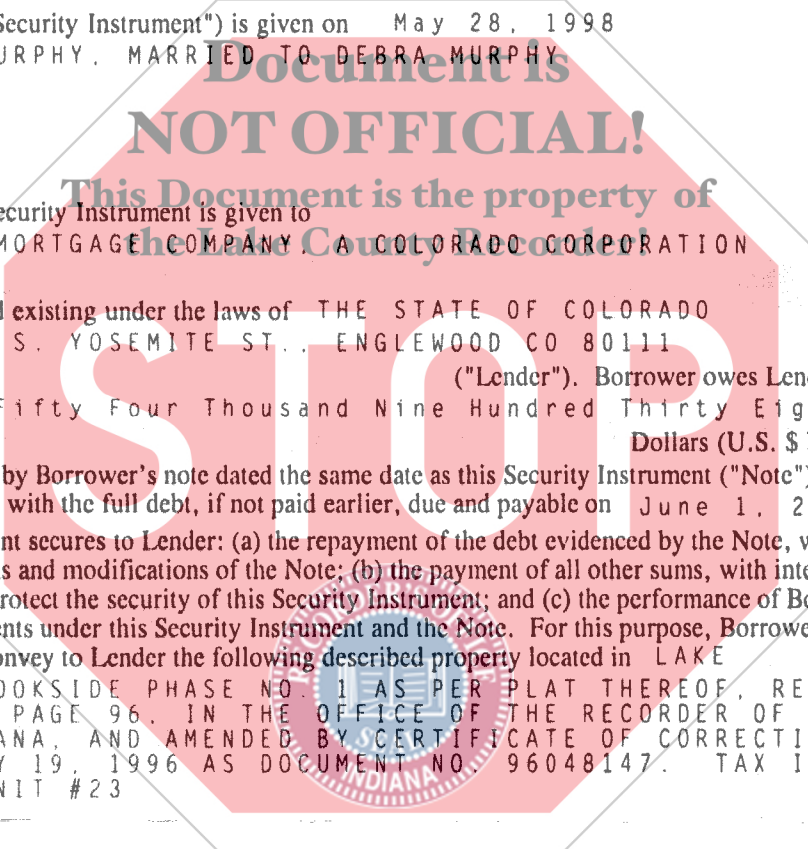 Security Instrument") is given on May 28, 1998
URPHY, MARRIED TO DEBRA MURPHY
Document is
NOT OFFICIAL!
This Document is the property of
the Lake County Recorder!
ecurity Instrument is given to
MORTGAGE COMPANY, A COLORADO CORPORATION
d existing under the laws of THE STATE OF COLORADO
S. YOSEMITE ST., ENGLEWOOD CO 80111
("Lender"). Borrower owes Lend
ifty Four Thousand Nine Hundred Thirty Eig
Dollars (U.S. $
STOP
by Borrower's note dated the same date as this Security Instrument ("Note")
with the full debt, if not paid earlier, due and payable on June 1, 2
nt secures to Lender: (a) the repayment of the debt evidenced by the Note, w
s and modifications of the Note; (b) the payment of all other sums, with inte
rotect the security of this Security Instrument; and (c) the performance of Bo
ents under this Security Instrument and the Note. For this purpose, Borrowe
onvey to Lender the following described property located in LAKE
OOKSIDE PHASE NO. 1 AS PER PLAT THEREOF, RE
PAGE 96, IN THE OFFICE OF THE RECORDER OF
ANA, AND AMENDED BY CERTIFICATE OF CORRECTI
Y 19, 1996 AS DOCUMENT NO. 96048147. TAX I
NIT #23
SEAL
INDIANA